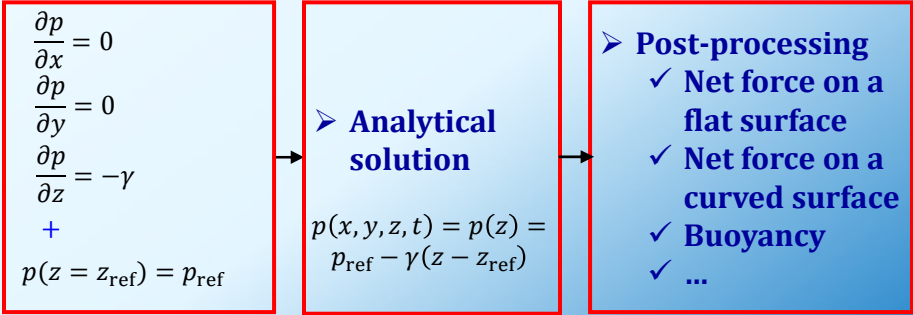 ∂p/∂x = 0
∂p/∂y = 0
∂p/∂z = −γ
+
p(z = z_ref) = p_ref
➢ Analytical
solution
p(x, y, z, t) = p(z) =
p_ref − γ(z − z_ref)
➢ Post-processing
✓ Net force on a
flat surface
✓ Net force on a
curved surface
✓ Buoyancy
✓ ...